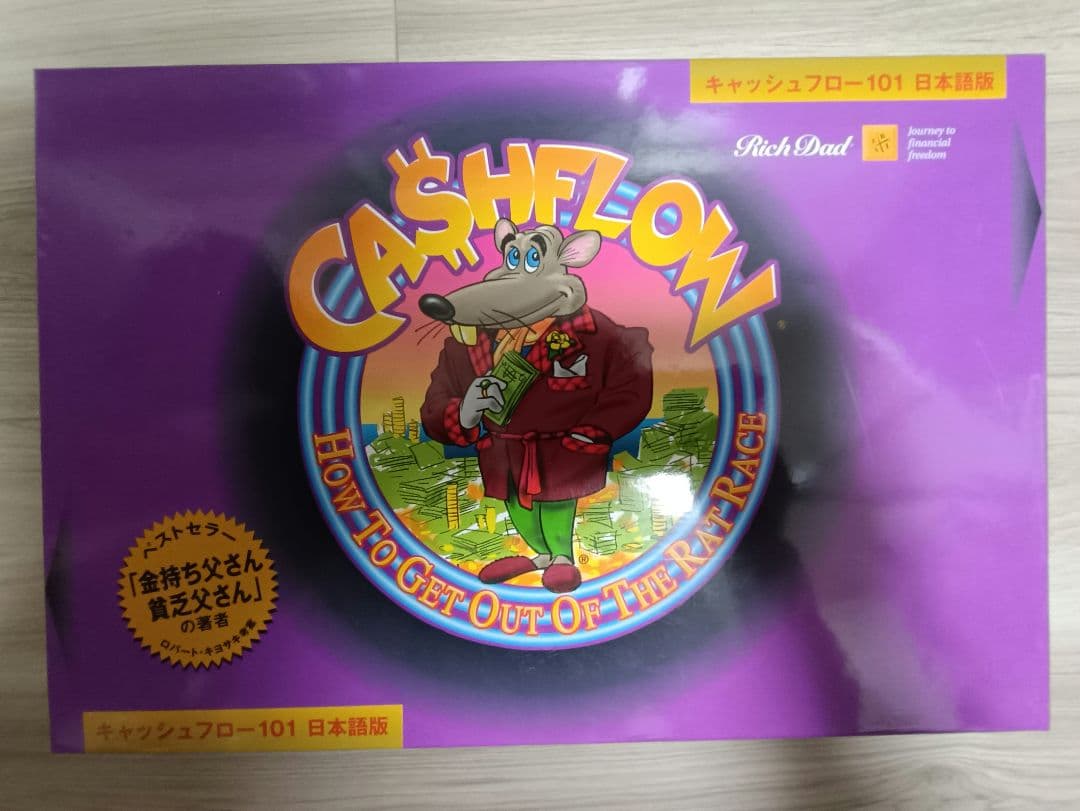 キャッシュフロー101 日本語版
Rich Dad
Journey to
financial
freedom
CA$HFLOW
HOW TO GET OUT OF THE RAT RACE
®
ベストセラー
「金持ち父さん
貧乏父さん」
の著者
ロバート・キヨサキ考案
キャッシュフロー101 日本語版